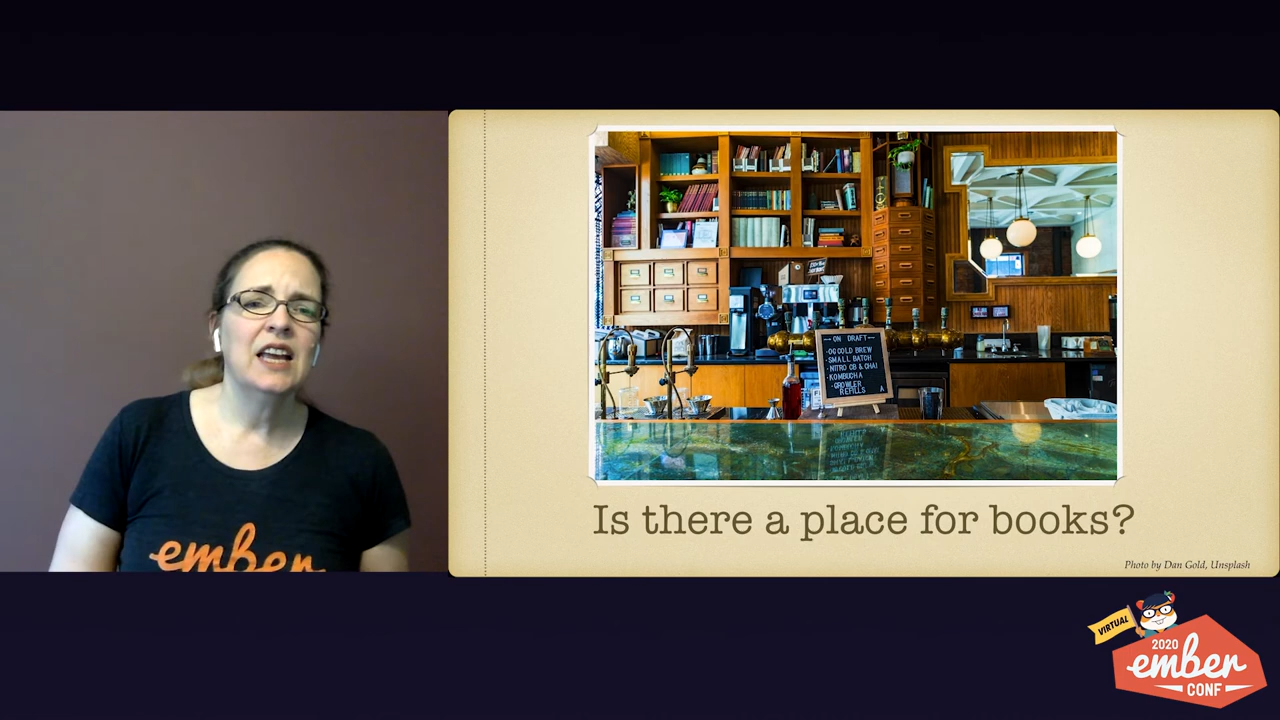 ember
ON DRAFT
·OG COLD BREW
·SMALL BATCH
·NITRO CB & CHAI
·KOMBUCHA
·GROWLER
REFILLS
Is there a place for books?
Photo by Dan Gold, Unsplash
VIRTUAL
2020
ember
CONF